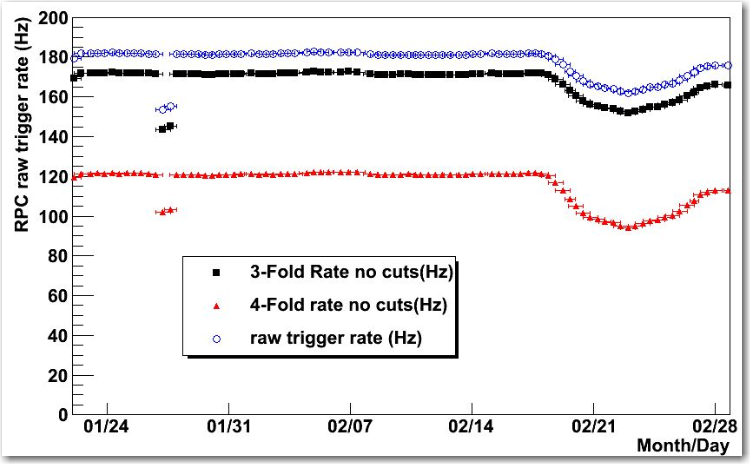 RPC raw trigger rate (Hz)
200
180
160
140
120
100
80
60
40
20
0
3-Fold Rate no cuts(Hz)
4-Fold rate no cuts(Hz)
raw trigger rate (Hz)
01/24 01/31 02/07 02/14 02/21 02/28
Month/Day